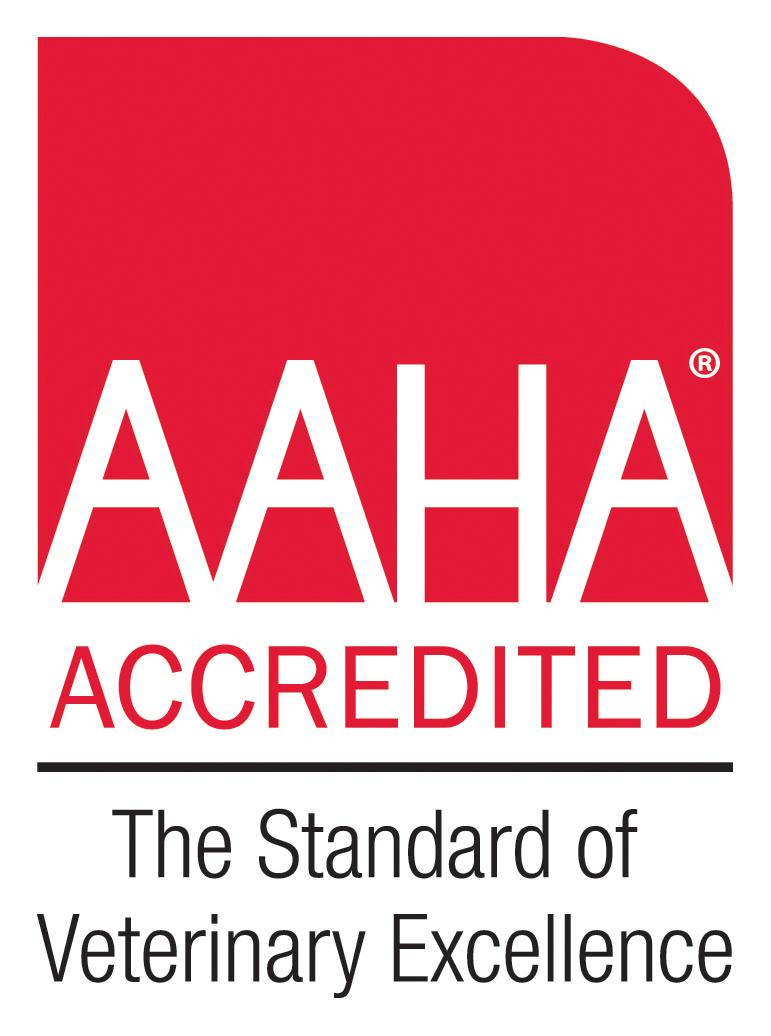 AAHA®
ACCREDITED
The Standard of
Veterinary Excellence